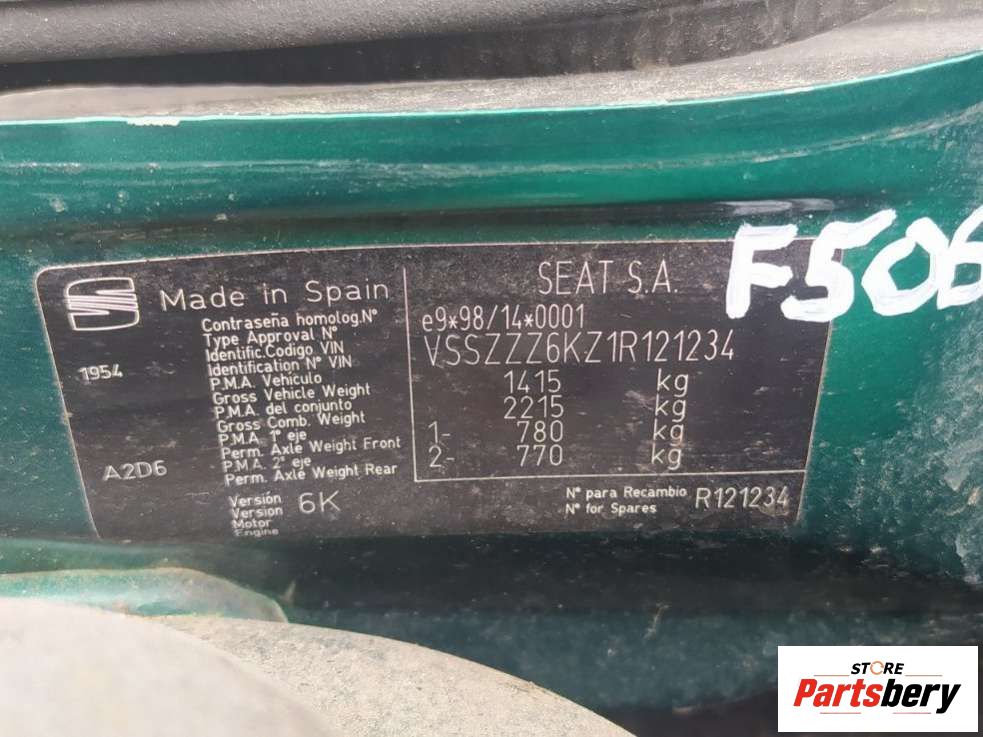 F506
SEAT S.A.
Made in Spain
Contraseña homolog.Nº
Type Approval Nº
e9*98/14*0001
Identific.Codigo VIN
Identification Nº VIN
VSSZZZ6KZ1R121234
1954
P.M.A. Vehículo
Gross Vehicle Weight
1415 kg
P.M.A. del conjunto
Gross Comb. Weight
2215 kg
P.M.A. 1º eje
Perm. Axle Weight Front
1- 780 kg
A2D6
P.M.A. 2º eje
Perm. Axle Weight Rear
2- 770 kg
Versión
Version
6K
Motor
Engine
Nº para Recambio
Nº for Spares
R121234
STORE
Partsbery